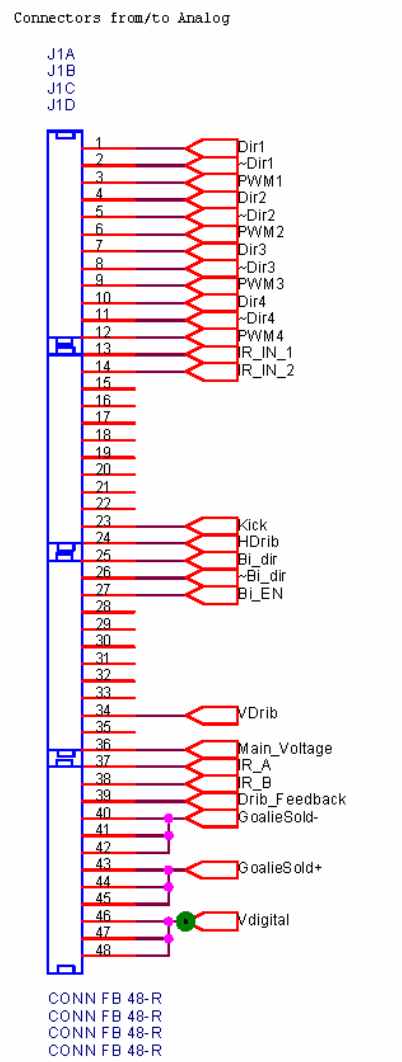 Connectors from/to Analog
J1A
J1B
J1C
J1D
1 Dir1
2 ~Dir1
3 PWM1
4 Dir2
5 ~Dir2
6 PWM2
7 Dir3
8 ~Dir3
9 PWM3
10 Dir4
11 ~Dir4
12 PWM4
13 IR_IN_1
14 IR_IN_2
15
16
17
18
19
20
21
22
23 Kick
24 HDrib
25 Bi_dir
26 ~Bi_dir
27 Bi_EN
28
29
30
31
32
33
34 VDrib
35
36 Main_Voltage
37 IR_A
38 IR_B
39 Drib_Feedback
40 GoalieSold-
41
42
43 GoalieSold+
44
45
46 Vdigital
47
48
CONN FB 48-R
CONN FB 48-R
CONN FB 48-R
CONN FB 48-R